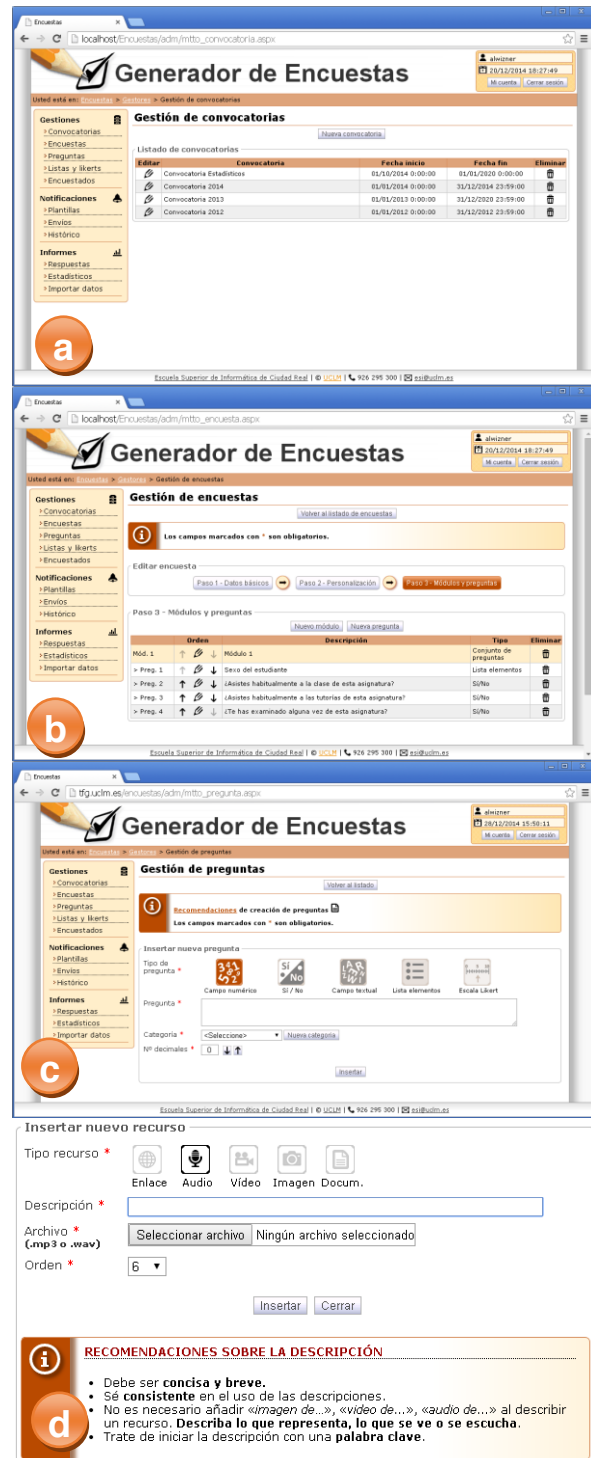 Encuestas
localhost/Encuestas/adm/mtto_convocatoria.aspx
Generador de Encuestas
alwizner
20/12/2014 18:27:49
Mi cuenta Cerrar sesión
Usted está en: Encuestas > Gestores > Gestión de convocatorias
Gestiones
Convocatorias
Encuestas
Preguntas
Listas y likerts
Encuestados
Notificaciones
Plantillas
Envíos
Histórico
Informes
Respuestas
Estadísticos
Importar datos
Gestión de convocatorias
Nueva convocatoria
Listado de convocatorias
Editar Convocatoria Fecha inicio Fecha fin Eliminar
Convocatoria Estadísticos 01/10/2014 0:00:00 01/01/2020 0:00:00
Convocatoria 2014 01/01/2014 0:00:00 31/12/2014 23:59:00
Convocatoria 2013 01/01/2013 0:00:00 31/12/2020 23:59:00
Convocatoria 2012 01/01/2012 0:00:00 31/12/2012 23:59:00
a
Escuela Superior de Informática de Ciudad Real | © UCLM | 926 295 300 | esi@uclm.es
Encuestas
localhost/Encuestas/adm/mtto_encuesta.aspx
Generador de Encuestas
alwizner
20/12/2014 18:27:49
Mi cuenta Cerrar sesión
Usted está en: Encuestas > Gestores > Gestión de encuestas
Gestiones
Convocatorias
Encuestas
Preguntas
Listas y likerts
Encuestados
Notificaciones
Plantillas
Envíos
Histórico
Informes
Respuestas
Estadísticos
Importar datos
Gestión de encuestas
Volver al listado de encuestas
Los campos marcados con * son obligatorios.
Editar encuesta
Paso 1 - Datos básicos Paso 2 - Personalización Paso 3 - Módulos y preguntas
Paso 3 - Módulos y preguntas
Nuevo módulo Nueva pregunta
Orden Descripción Tipo Eliminar
Mód. 1 Módulo 1 Conjunto de preguntas
> Preg. 1 Sexo del estudiante Lista elementos
> Preg. 2 ¿Asistes habitualmente a la clase de esta asignatura? Sí/No
> Preg. 3 ¿Asistes habitualmente a las tutorías de esta asignatura? Sí/No
> Preg. 4 ¿Te has examinado alguna vez de esta asignatura? Sí/No
b
Escuela Superior de Informática de Ciudad Real | © UCLM | 926 295 300 | esi@uclm.es
Encuestas
tfg.uclm.es/encuestas/adm/mtto_pregunta.aspx
Generador de Encuestas
alwizner
28/12/2014 15:58:11
Mi cuenta Cerrar sesión
Usted está en: Encuestas > Gestores > Gestión de preguntas
Gestiones
Convocatorias
Encuestas
Preguntas
Listas y likerts
Encuestados
Notificaciones
Plantillas
Envíos
Histórico
Informes
Respuestas
Estadísticos
Importar datos
Gestión de preguntas
Volver al listado
Recomendaciones de creación de preguntas
Los campos marcados con * son obligatorios.
Insertar nueva pregunta
Tipo de pregunta *
Sí No
Campo numérico Sí / No Campo textual Lista elementos Escala Likert
Pregunta *
Categoría * <Seleccione> Nueva categoría
Nº decimales * 0
Insertar
c
Escuela Superior de Informática de Ciudad Real | © UCLM | 926 295 300 | esi@uclm.es
Insertar nuevo recurso
Tipo recurso *
Enlace Audio Vídeo Imagen Docum.
Descripción *
Archivo * Seleccionar archivo Ningún archivo seleccionado
(.mp3 o .wav)
Orden * 6
Insertar Cerrar
RECOMENDACIONES SOBRE LA DESCRIPCIÓN
• Debe ser concisa y breve.
• Sé consistente en el uso de las descripciones.
• No es necesario añadir «imagen de...», «video de...», «audio de...» al describir
un recurso. Describa lo que representa, lo que se ve o se escucha.
• Trate de iniciar la descripción con una palabra clave.
d